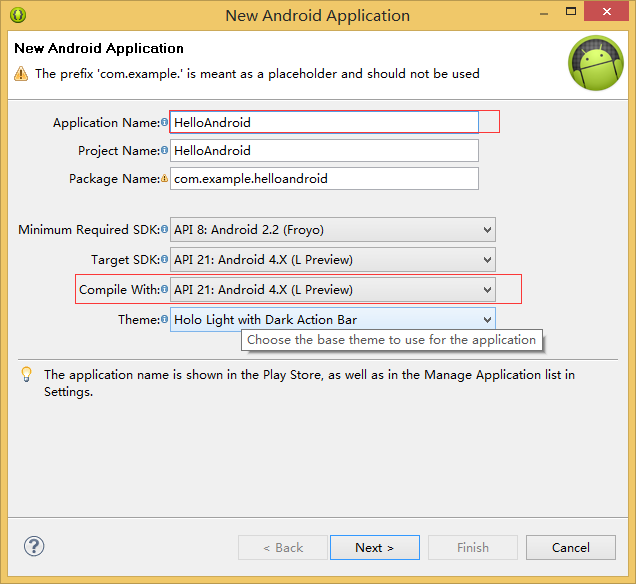 New Android Application
New Android Application
The prefix 'com.example.' is meant as a placeholder and should not be used
Application Name: HelloAndroid
Project Name: HelloAndroid
Package Name: com.example.helloandroid
Minimum Required SDK: API 8: Android 2.2 (Froyo)
Target SDK: API 21: Android 4.X (L Preview)
Compile With: API 21: Android 4.X (L Preview)
Theme: Holo Light with Dark Action Bar
Choose the base theme to use for the application
The application name is shown in the Play Store, as well as in the Manage Application list in
Settings.
< Back Next > Finish Cancel